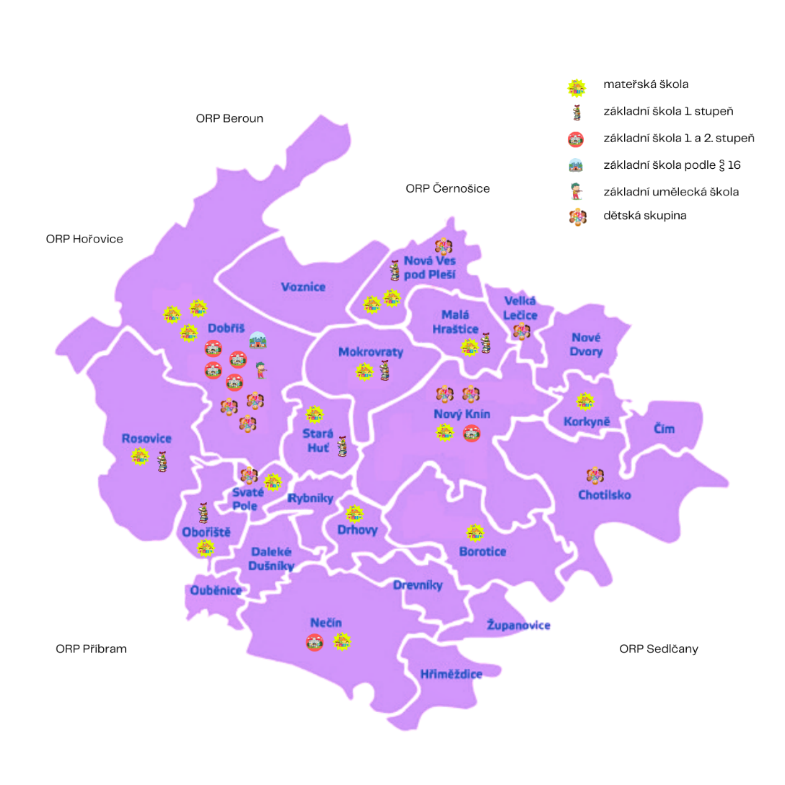 mateřská škola
základní škola 1. stupeň
ORP Beroun
základní škola 1. a 2. stupeň
základní škola podle § 16
ORP Černošice
základní umělecká škola
dětská skupina
ORP Hořovice
Nová Ves
pod Pleší
Voznice
Velká
Lečice
Malá
Hraštice
Dobříš
Nové
Dvory
Mokrovraty
Nový Knín
Korkyně
Čím
Stará
Huť
Rosovice
Svaté
Pole
Rybníky
Chotilsko
Obořiště
Drhovy
Borotice
Daleké
Dušníky
Ouběnice
Drevníky
Nečín
Županovice
ORP Příbram
ORP Sedlčany
Hřiměždice